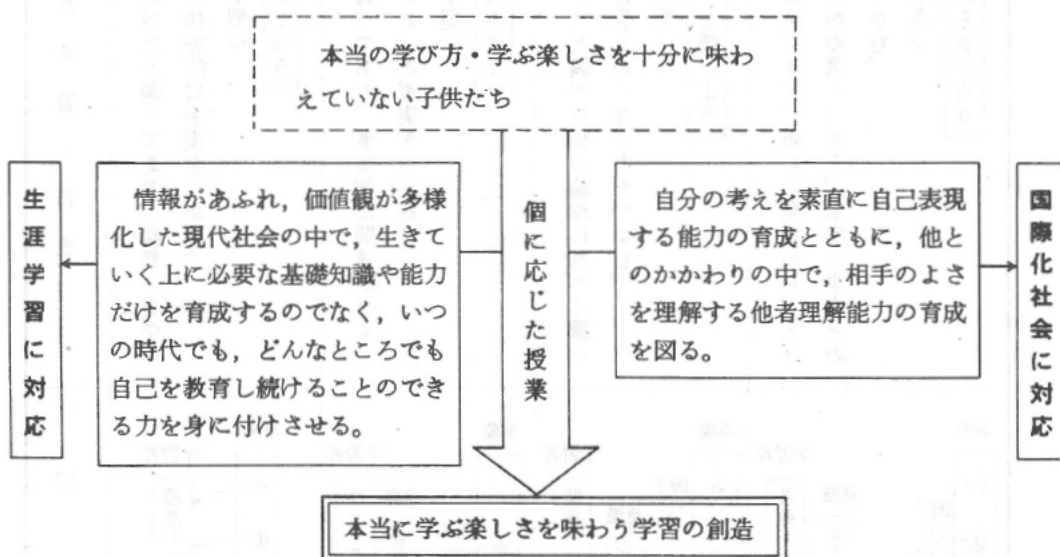 本当の学び方・学ぶ楽しさを十分に味わ
えていない子供たち
生涯学習に対応
情報があふれ，価値観が多様
化した現代社会の中で，生きて
いく上に必要な基礎知識や能力
だけを育成するのでなく，いつ
の時代でも，どんなところでも
自己を教育し続けることのでき
る力を身に付けさせる。
個に応じた授業
自分の考えを素直に自己表現
する能力の育成とともに，他と
のかかわりの中で，相手のよさ
を理解する他者理解能力の育成
を図る。
国際化社会に対応
本当に学ぶ楽しさを味わう学習の創造